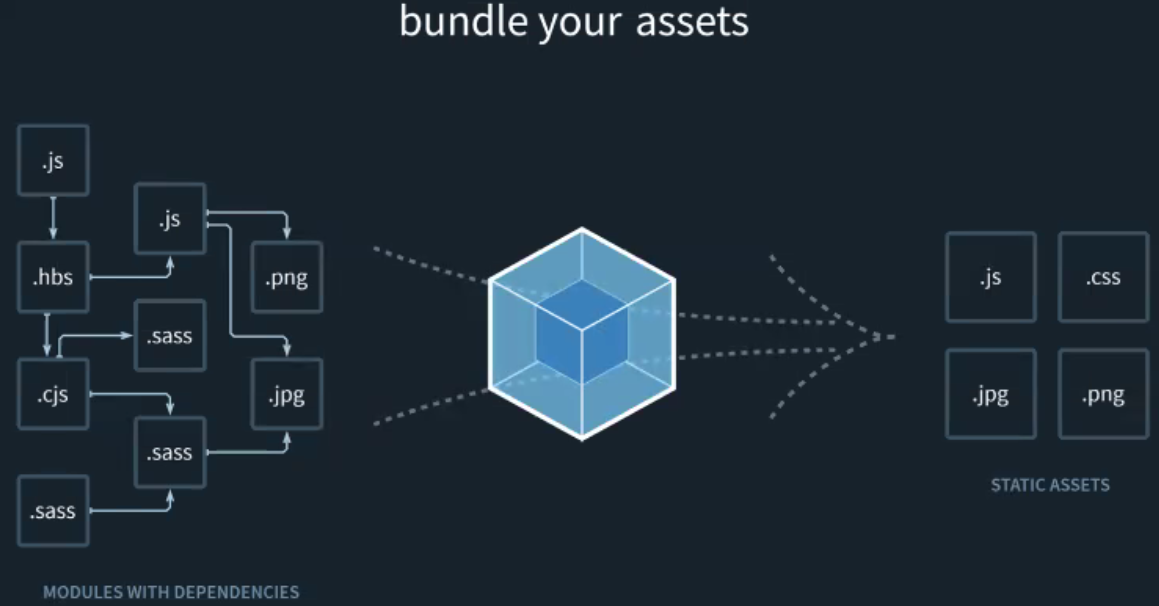 bundle your assets
.js
.js
.hbs
.png
.sass
.cjs
.jpg
.sass
.sass
MODULES WITH DEPENDENCIES
.js
.css
.jpg
.png
STATIC ASSETS